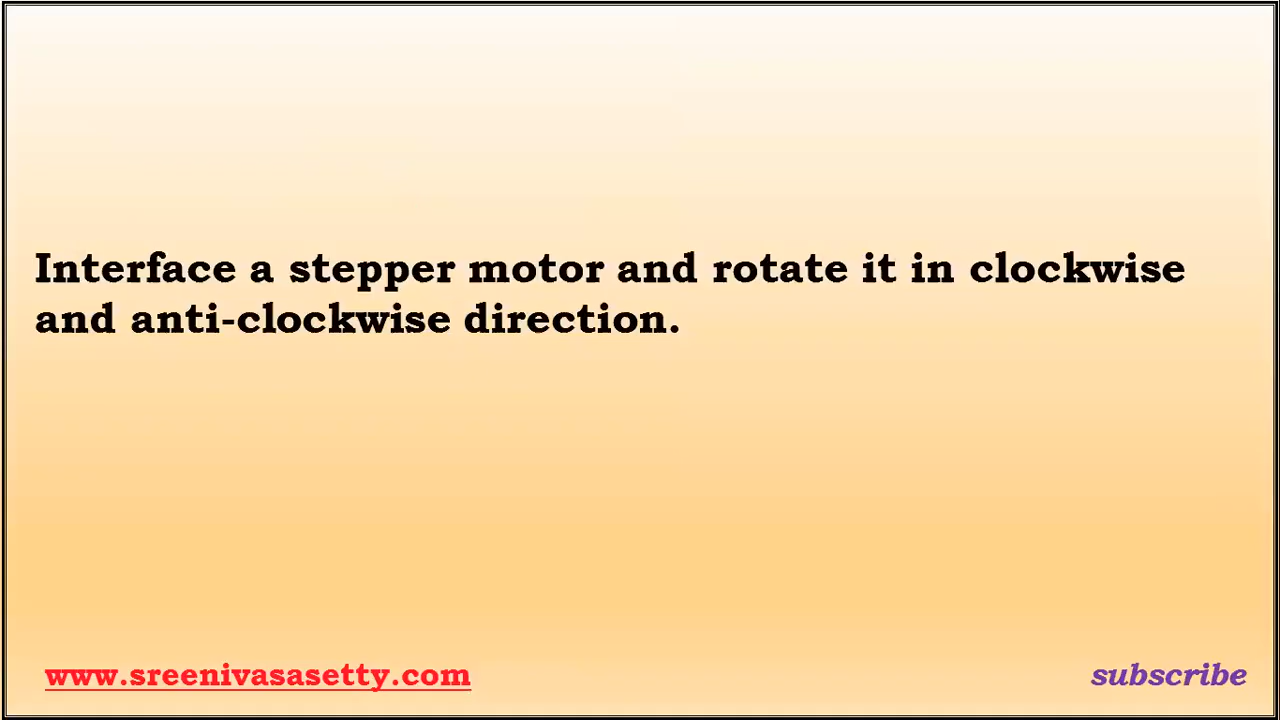 Interface a stepper motor and rotate it in clockwise
and anti-clockwise direction.
www.sreenivasasetty.com
subscribe